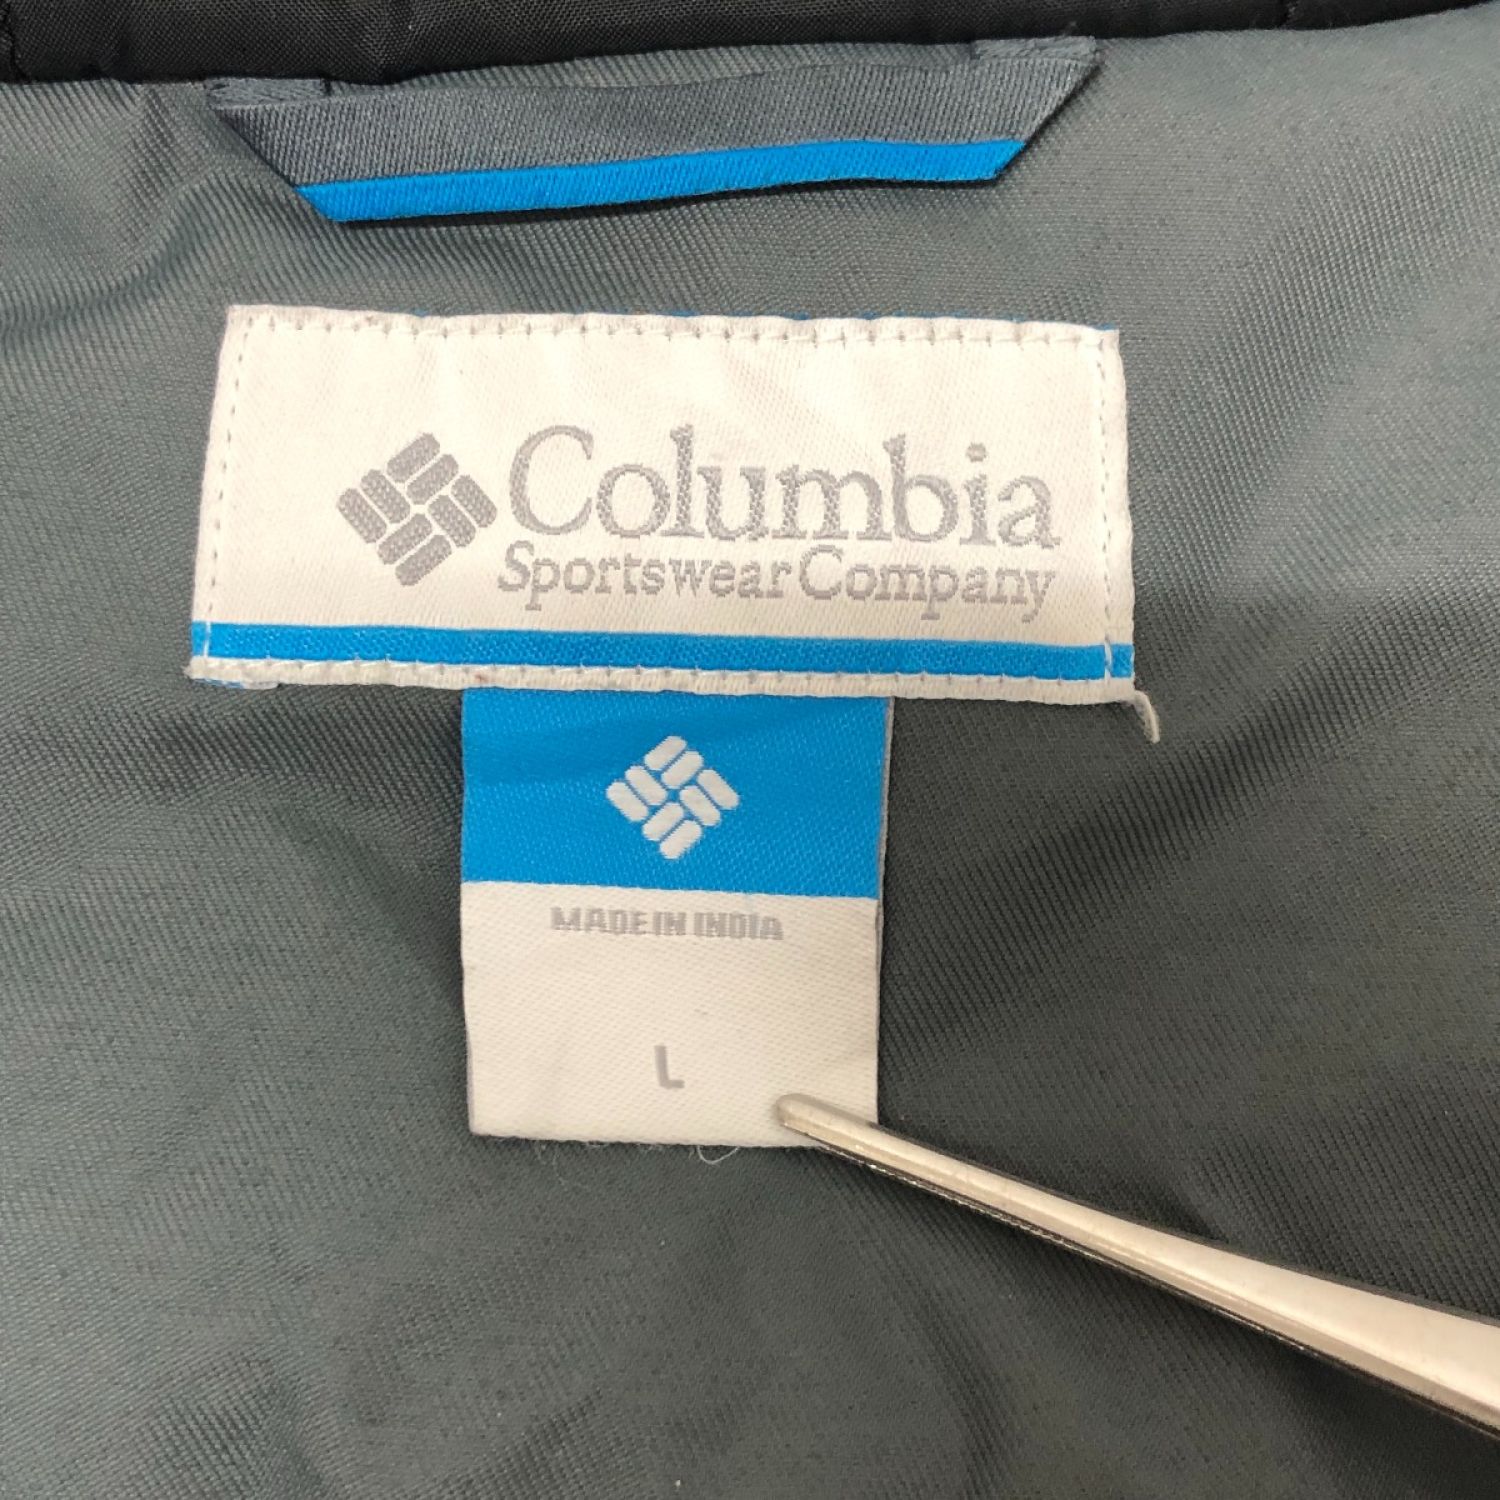 Columbia
Sportswear Company
MADE IN INDIA
L